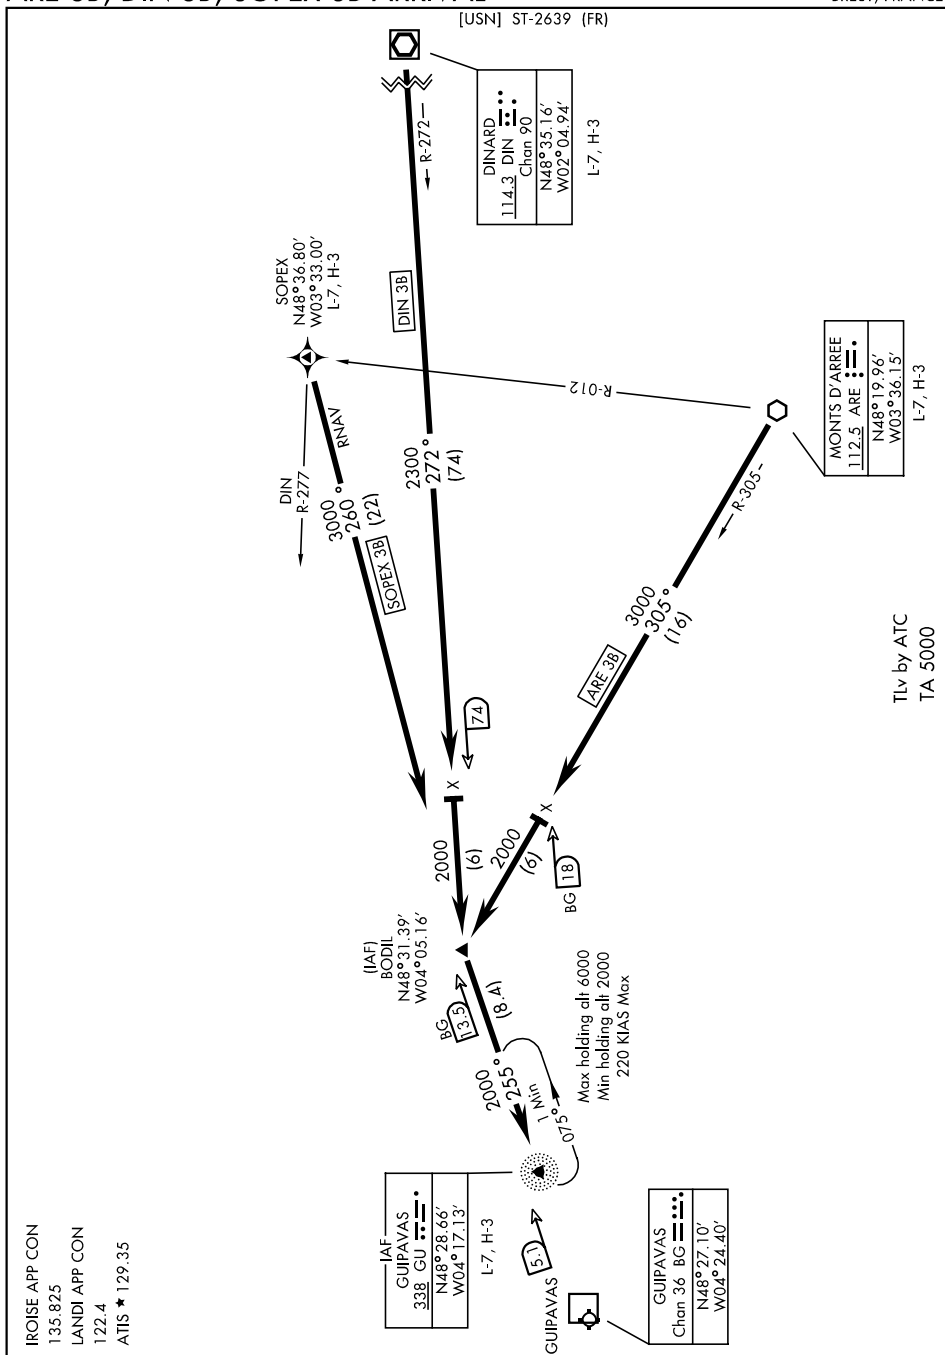 [USN] ST-2639 (FR)
DINARD
114.3 DIN
Chan 90
N48°35.16'
W02°04.94'
L-7, H-3
R-272
SOPEX
N48°36.80'
W03°33.00'
L-7, H-3
DIN 3B
R-012
MONTS D'ARREE
112.5 ARE
N48°19.96'
W03°36.15'
L-7, H-3
RNAV
DIN
R-277
3000
260°
(22)
SOPEX 3B
2300
272°
(74)
R-305
3000
305°
(16)
ARE 3B
TLv by ATC
TA 5000
74
X
X
2000
(6)
2000
(6)
BG 18
(IAF)
BODIL
N48°31.39'
W04°05.16'
BG
13.5
(8.4)
2000
255°
1 Min
075°
Max holding alt 6000
Min holding alt 2000
220 KIAS Max
IAF
GUIPAVAS
338 GU
N48°28.66'
W04°17.13'
L-7, H-3
5.1
GUIPAVAS
GUIPAVAS
Chan 36 BG
N48°27.10'
W04°24.40'
IROISE APP CON
135.825
LANDI APP CON
122.4
ATIS ★ 129.35